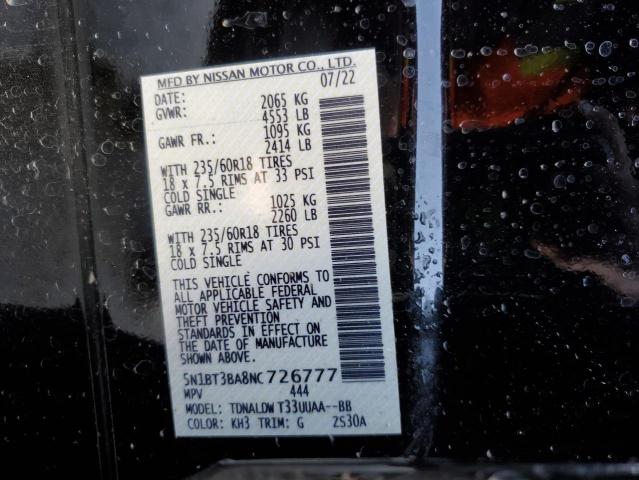 MFD BY NISSAN MOTOR CO., LTD.
DATE: 07/22
GVWR: 2065 KG
4553 LB
GAWR FR.: 1095 KG
2414 LB
WITH 235/60R18 TIRES
18 x 7.5 RIMS AT 33 PSI
COLD SINGLE
GAWR RR.: 1025 KG
2260 LB
WITH 235/60R18 TIRES
18 x 7.5 RIMS AT 30 PSI
COLD SINGLE
THIS VEHICLE CONFORMS TO
ALL APPLICABLE FEDERAL
MOTOR VEHICLE SAFETY AND
THEFT PREVENTION
STANDARDS IN EFFECT ON
THE DATE OF MANUFACTURE
SHOWN ABOVE.
5N1BT3BA8NC726777
MPV 444
MODEL: TDNALDW T33UUAA--BB
COLOR: KH3 TRIM: G 2S30A